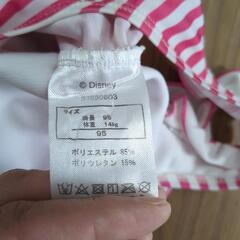 © Disney
サイズ
身長 95
体重 14kg
95
ポリエステル 85%
ポリウレタン 15%